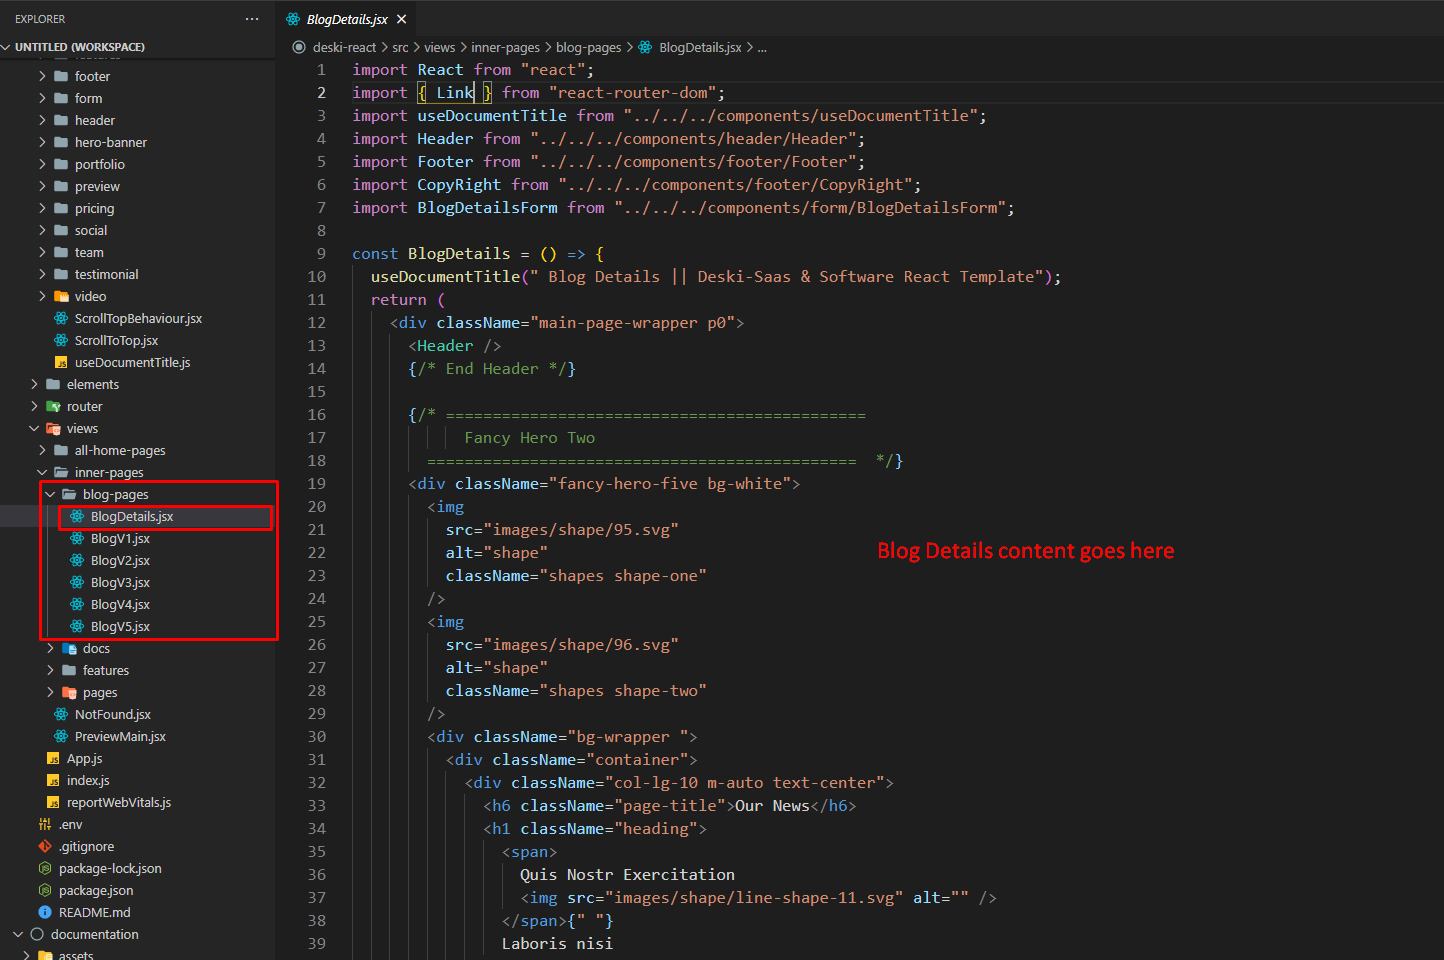 EXPLORER
···
UNTITLED (WORKSPACE)
features
footer
form
header
hero-banner
portfolio
preview
pricing
social
team
testimonial
video
ScrollTopBehaviour.jsx
ScrollToTop.jsx
JS useDocumentTitle.js
elements
router
views
all-home-pages
inner-pages
blog-pages
BlogDetails.jsx
BlogV1.jsx
BlogV2.jsx
BlogV3.jsx
BlogV4.jsx
BlogV5.jsx
docs
features
pages
NotFound.jsx
PreviewMain.jsx
JS App.js
JS index.js
JS reportWebVitals.js
.env
.gitignore
package-lock.json
package.json
README.md
documentation
assets
BlogDetails.jsx ×
deski-react > src > views > inner-pages > blog-pages > BlogDetails.jsx > ...
1 import React from "react";
2 import { Link } from "react-router-dom";
3 import useDocumentTitle from "../../../components/useDocumentTitle";
4 import Header from "../../../components/header/Header";
5 import Footer from "../../../components/footer/Footer";
6 import CopyRight from "../../../components/footer/CopyRight";
7 import BlogDetailsForm from "../../../components/form/BlogDetailsForm";
8
9 const BlogDetails = () => {
10 useDocumentTitle(" Blog Details || Deski-Saas & Software React Template");
11 return (
12 <div className="main-page-wrapper p0">
13 <Header />
14 {/* End Header */}
15
16 {/* =============================================
17 Fancy Hero Two
18 ============================================== */}
19 <div className="fancy-hero-five bg-white">
20 <img
21 src="images/shape/95.svg"
22 alt="shape"
23 className="shapes shape-one"
24 />
25 <img
26 src="images/shape/96.svg"
27 alt="shape"
28 className="shapes shape-two"
29 />
30 <div className="bg-wrapper ">
31 <div className="container">
32 <div className="col-lg-10 m-auto text-center">
33 <h6 className="page-title">Our News</h6>
34 <h1 className="heading">
35 <span>
36 Quis Nostr Exercitation
37 <img src="images/shape/line-shape-11.svg" alt="" />
38 </span>{" "}
39 Laboris nisi
Blog Details content goes here